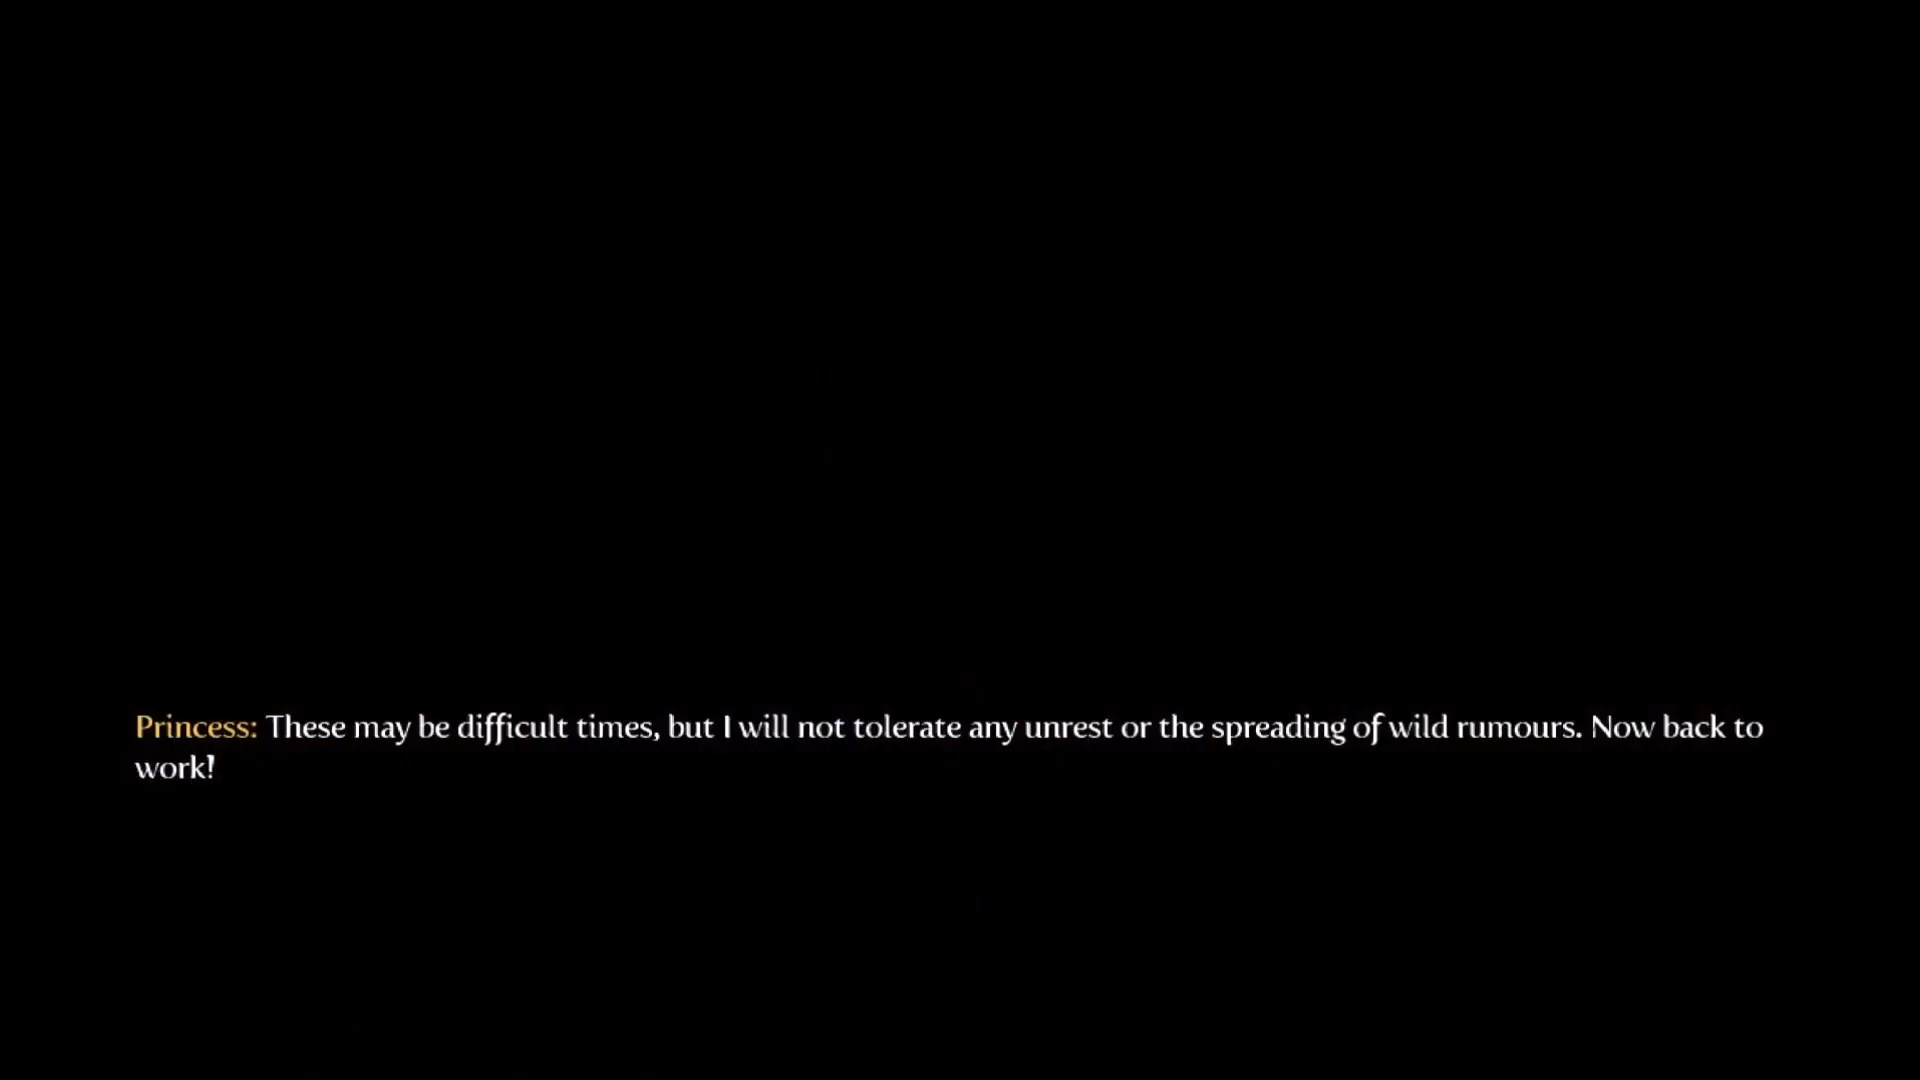 Princess: These may be difficult times, but I will not tolerate any unrest or the spreading of wild rumours. Now back to
work!